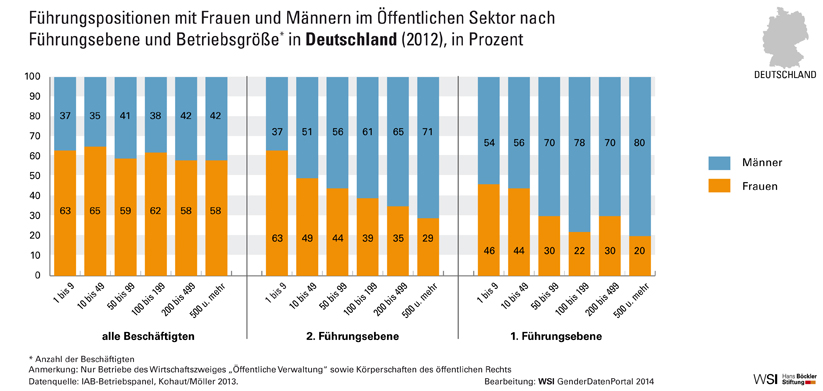 Führungspositionen mit Frauen und Männern im Öffentlichen Sektor nach
Führungsebene und Betriebsgröße* in Deutschland (2012), in Prozent
DEUTSCHLAND
100
90
80
70
60
50
40
30
20
10
0
37 35 41 38 42 42
63 65 59 62 58 58
37 51 56 61 65 71
63 49 44 39 35 29
54 56 70 78 70 80
46 44 30 22 30 20
Männer
Frauen
1 bis 9 10 bis 49 50 bis 99 100 bis 199 200 bis 499 500 u. mehr
1 bis 9 10 bis 49 50 bis 99 100 bis 199 200 bis 499 500 u. mehr
1 bis 9 10 bis 49 50 bis 99 100 bis 199 200 bis 499 500 u. mehr
alle Beschäftigten 2. Führungsebene 1. Führungsebene
* Anzahl der Beschäftigten
Anmerkung: Nur Betriebe des Wirtschaftszweiges „Öffentliche Verwaltung“ sowie Körperschaften des öffentlichen Rechts
Datenquelle: IAB-Betriebspanel, Kohaut/Möller 2013. Bearbeitung: WSI GenderDatenPortal 2014
WSI Hans Böckler
Stiftung